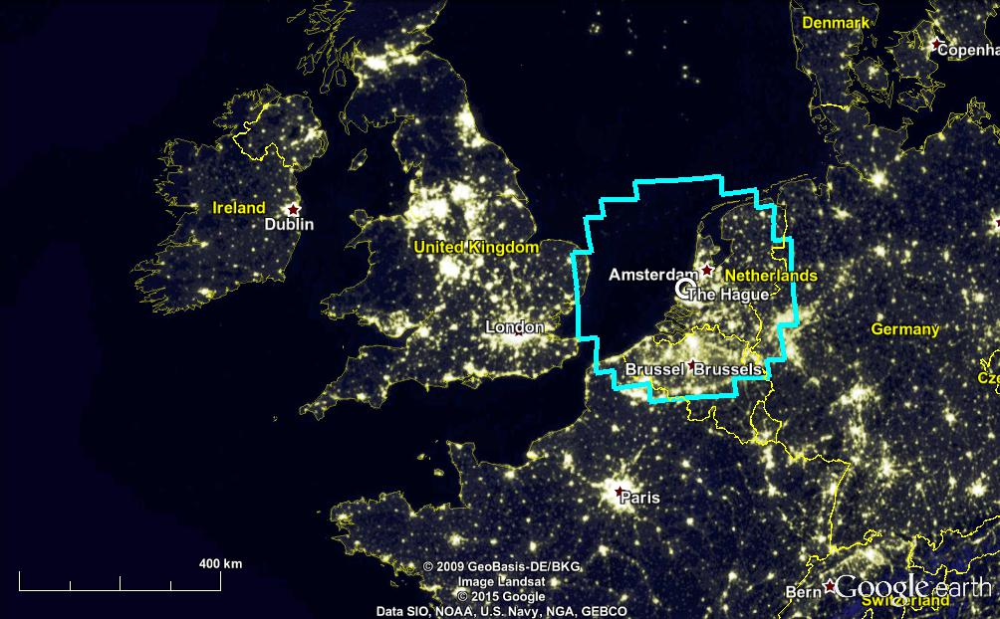 Denmark
Copenha
Ireland
Dublin
United Kingdom
Amsterdam
Netherlands
The Hague
London
Germany
Brussel Brussels
Cze
Paris
400 km
© 2009 GeoBasis-DE/BKG
Image Landsat
© 2015 Google
Data SIO, NOAA, U.S. Navy, NGA, GEBCO
Bern
Google earth
Switzerland